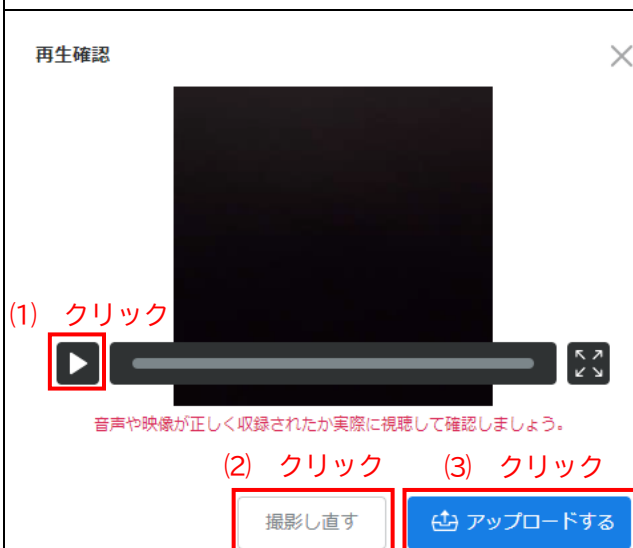 再生確認
(1) クリック
音声や映像が正しく収録されたか実際に視聴して確認しましょう。
(2) クリック (3) クリック
撮影し直す アップロードする